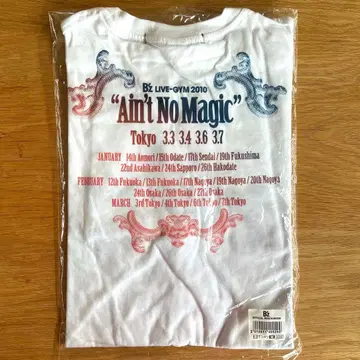 B'z LIVE-GYM 2010
"Ain't No Magic"
Tokyo 3.3 3.4 3.6 3.7
JANUARY 14th Aomori / 15th Odate / 17th Sendai / 19th Fukushima
22nd Asahikawa / 24th Sapporo / 26th Hakodate
FEBRUARY 12th Fukuoka / 13th Fukuoka / 17th Nagoya / 19th Nagoya / 20th Nagoya
24th Osaka / 26th Osaka / 27th Osaka
MARCH 3rd Tokyo / 4th Tokyo / 6th Tokyo / 7th Tokyo
B'z